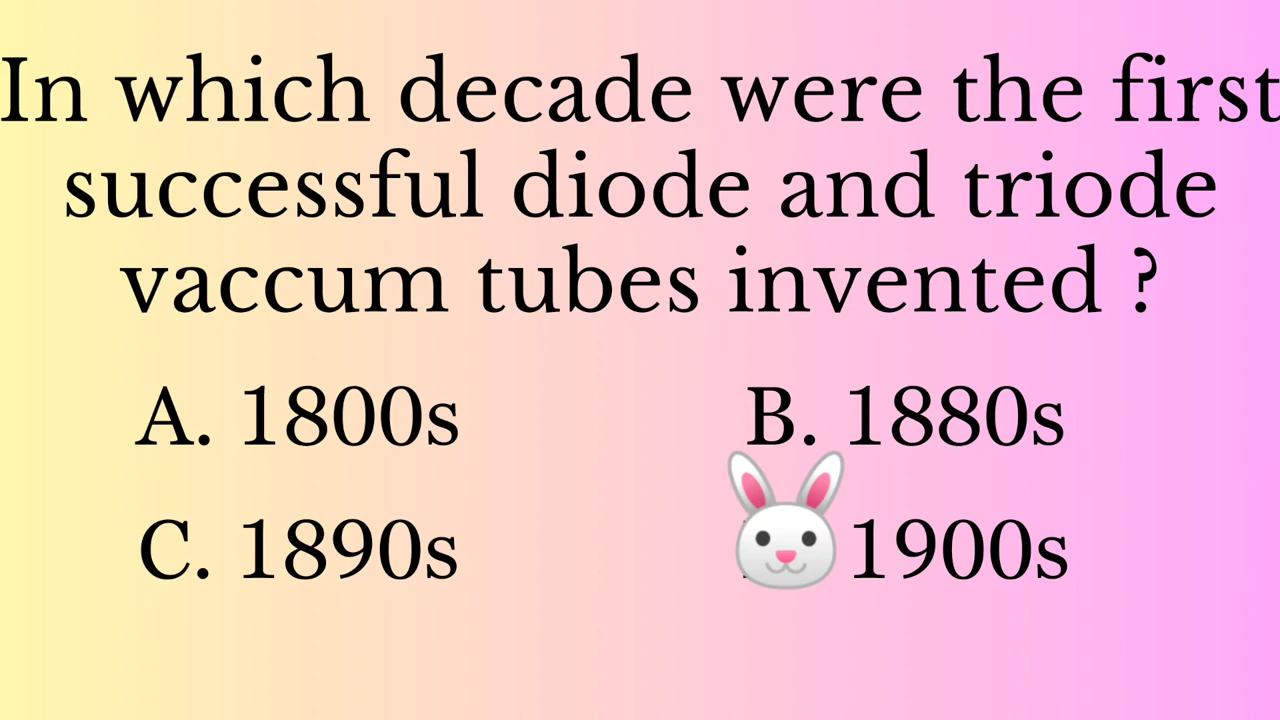 In which decade were the first
successful diode and triode
vaccum tubes invented ?
A. 1800s
B. 1880s
C. 1890s
1900s